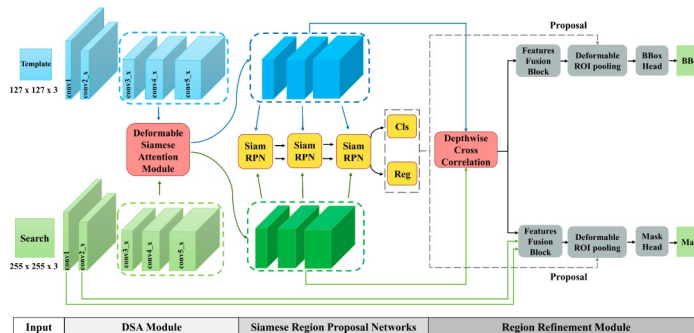 Proposal
Template
127 x 127 x 3
conv1
conv2_x
conv3_x
conv4_x
conv5_x
Features
Fusion
Block
Deformable
ROI pooling
BBox
Head
BB
Deformable
Siamese
Attention
Module
Siam
RPN
Siam
RPN
Siam
RPN
Cls
Reg
Depthwise
Cross
Correlation
Search
255 x 255 x 3
conv1
conv2_x
conv3_x
conv4_x
conv5_x
Features
Fusion
Block
Deformable
ROI pooling
Mask
Head
Ma
Proposal
Input
DSA Module
Siamese Region Proposal Networks
Region Refinement Module